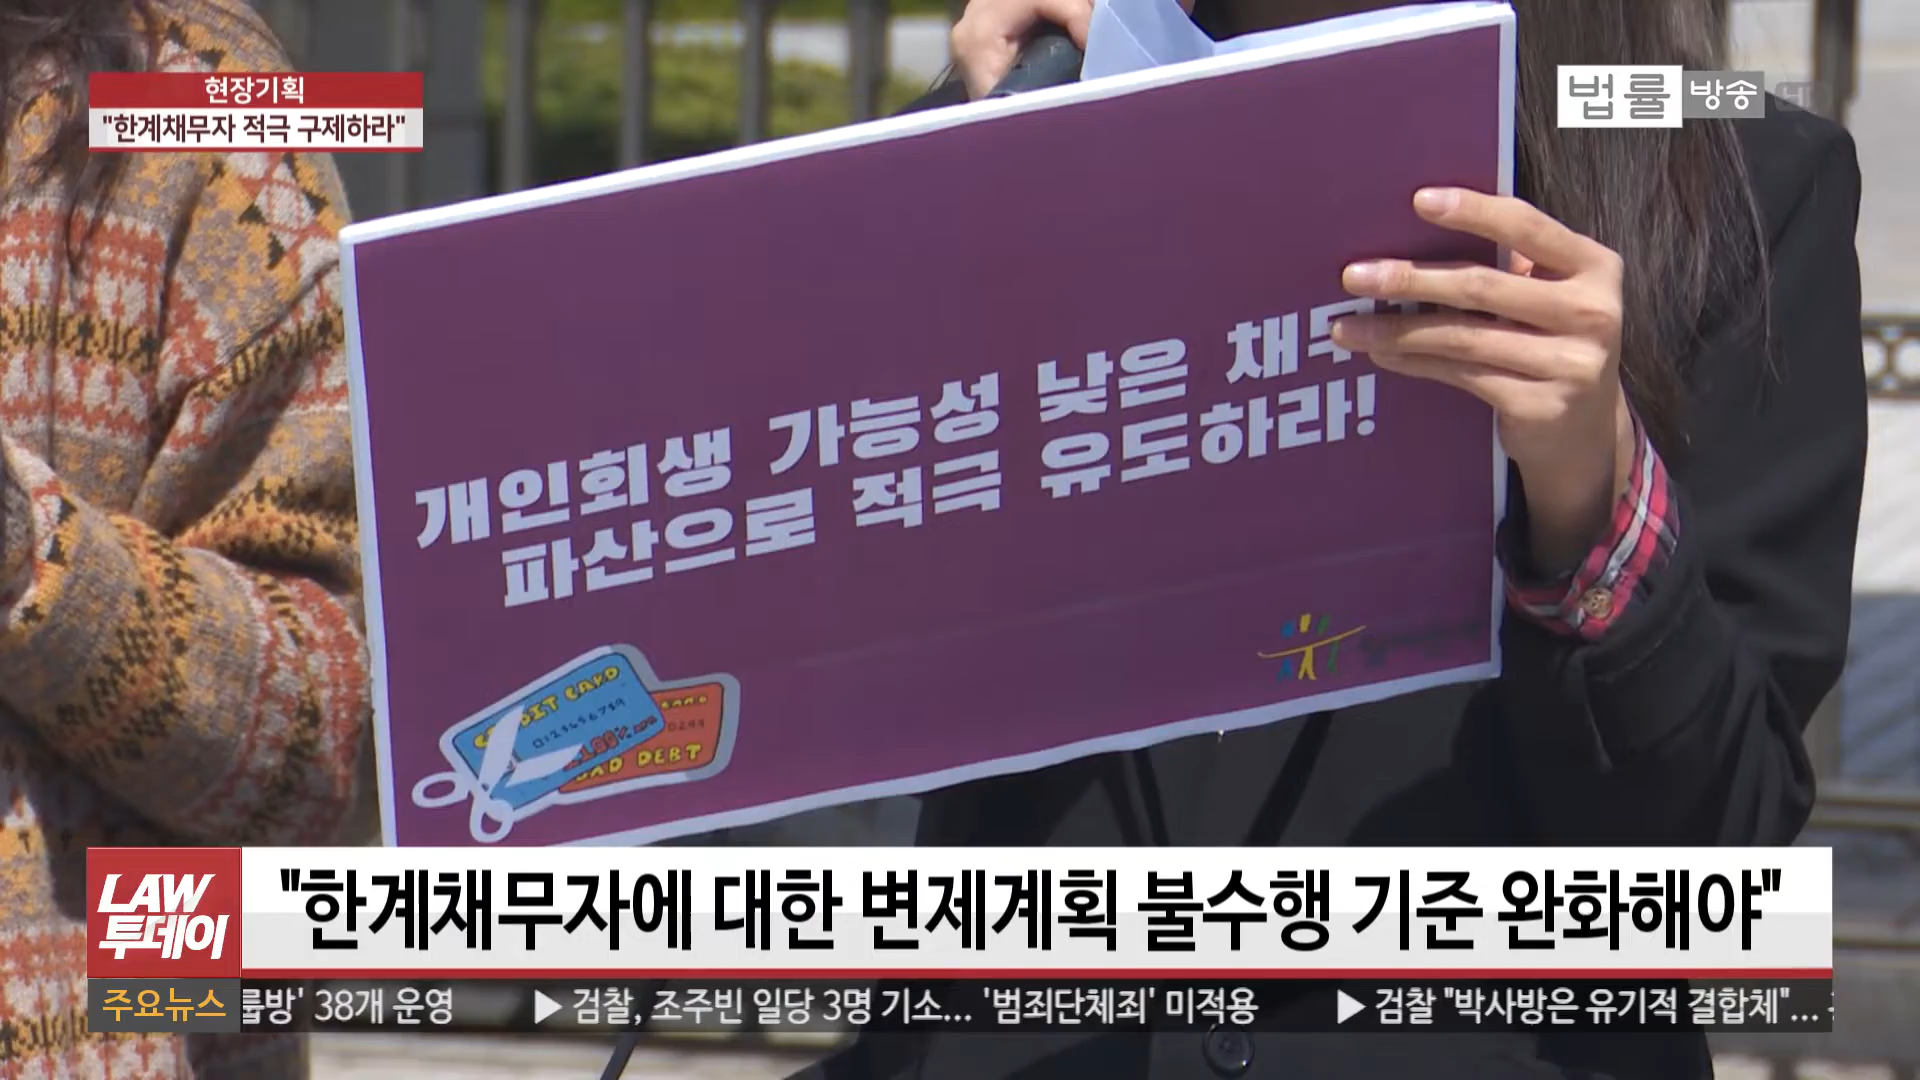 현장기획
"한계채무자 적극 구제하라"
법률방송
개인회생 가능성 낮은
파산으로 적극 유도하라!
CREDIT CARD
BAD DEBT
LAW
투데이
"한계채무자에 대한 변제계획 불수행 기준 완화해야"
주요뉴스
룹방' 38개 운영 ▶ 검찰, 조주빈 일당 3명 기소... '범죄단체죄' 미적용 ▶ 검찰 "박사방은 유기적 결합체"...